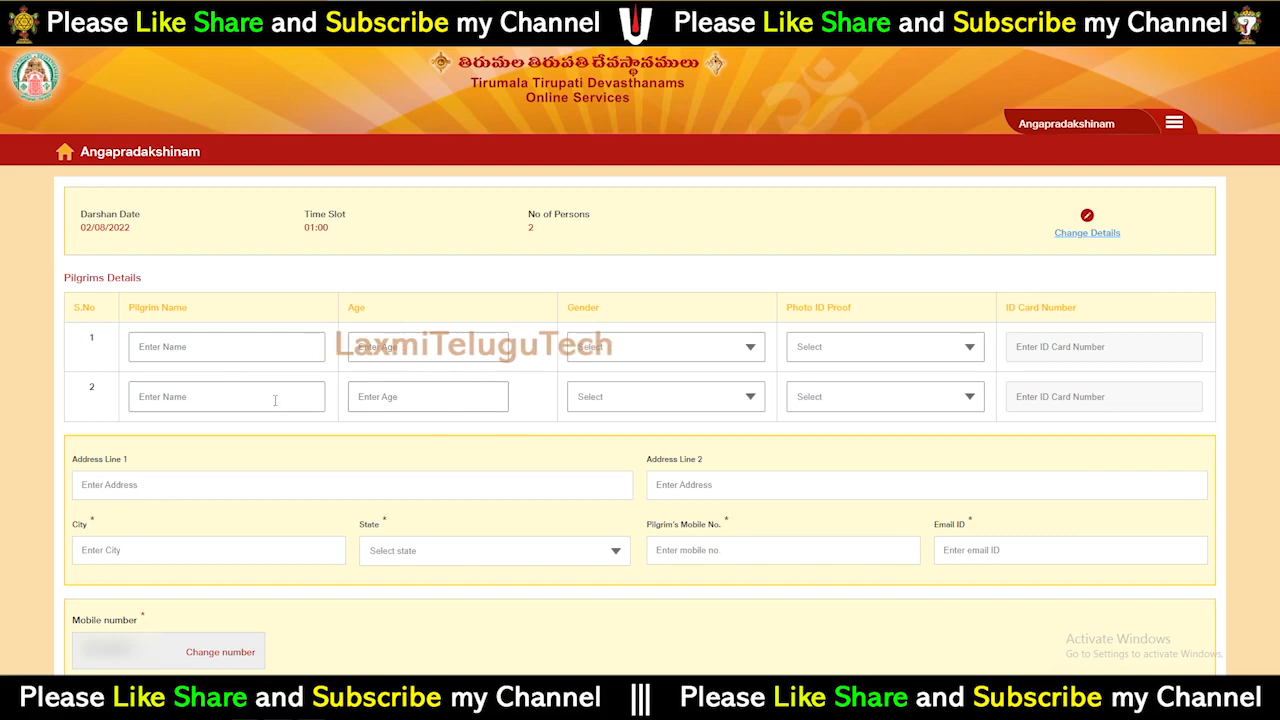 Please Like Share and Subscribe my Channel Please Like Share and Subscribe my Channel
తిరుమల తిరుపతి దేవస్థానములు
Tirumala Tirupati Devasthanams
Online Services
Angapradakshinam
Angapradakshinam
Darshan Date Time Slot No of Persons
02/08/2022 01:00 2
Change Details
Pilgrims Details
S.No Pilgrim Name Age Gender Photo ID Proof ID Card Number
1 Enter Name Enter Age Select Select Enter ID Card Number
LaxmiTeluguTech
2 Enter Name Enter Age Select Select Enter ID Card Number
Address Line 1 Address Line 2
Enter Address Enter Address
City * State * Pilgrim's Mobile No. * Email ID *
Enter City Select state Enter mobile no. Enter email ID
Mobile number *
Change number
Activate Windows
Go to Settings to activate Windows.
Please Like Share and Subscribe my Channel ||| Please Like Share and Subscribe my Channel